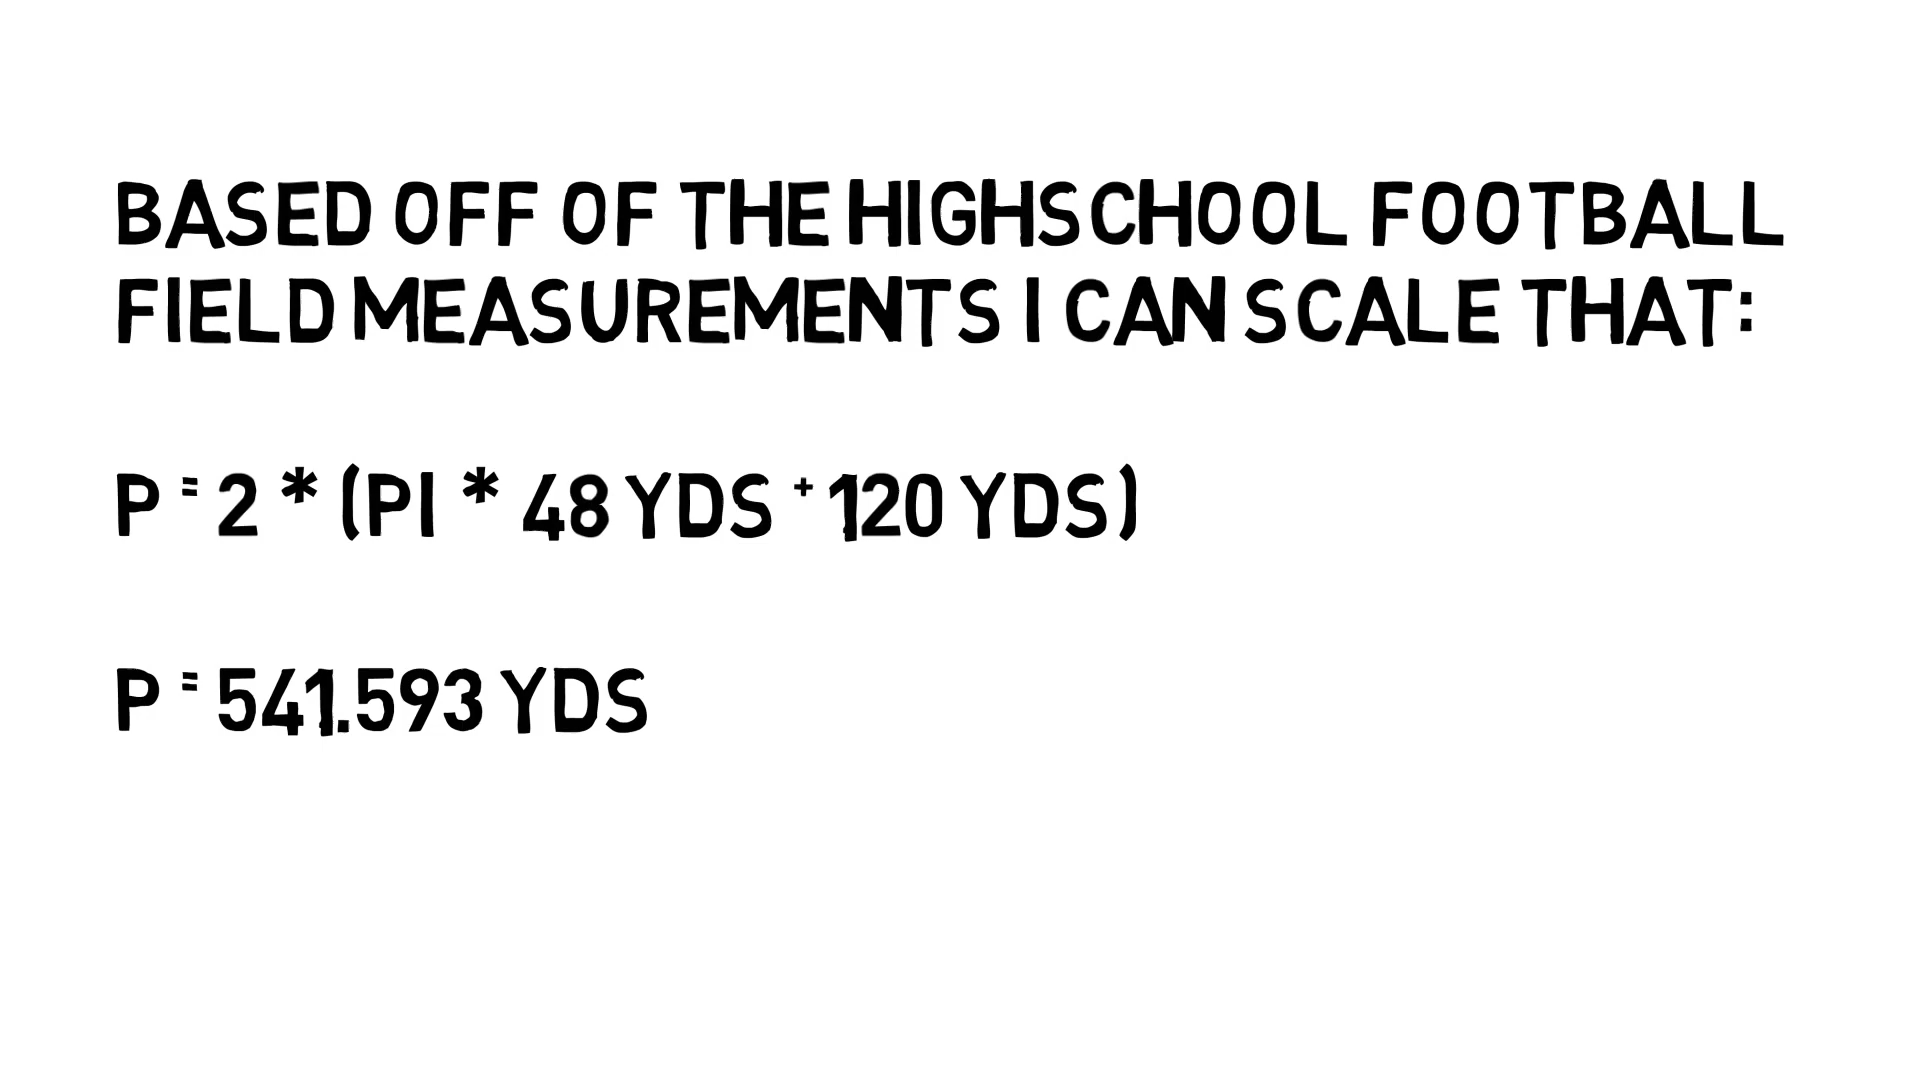 BASED OFF OF THE HIGHSCHOOL FOOTBALL
FIELD MEASUREMENTS I CAN SCALE THAT:
P = 2 * (PI * 48 YDS + 120 YDS)
P = 541.593 YDS